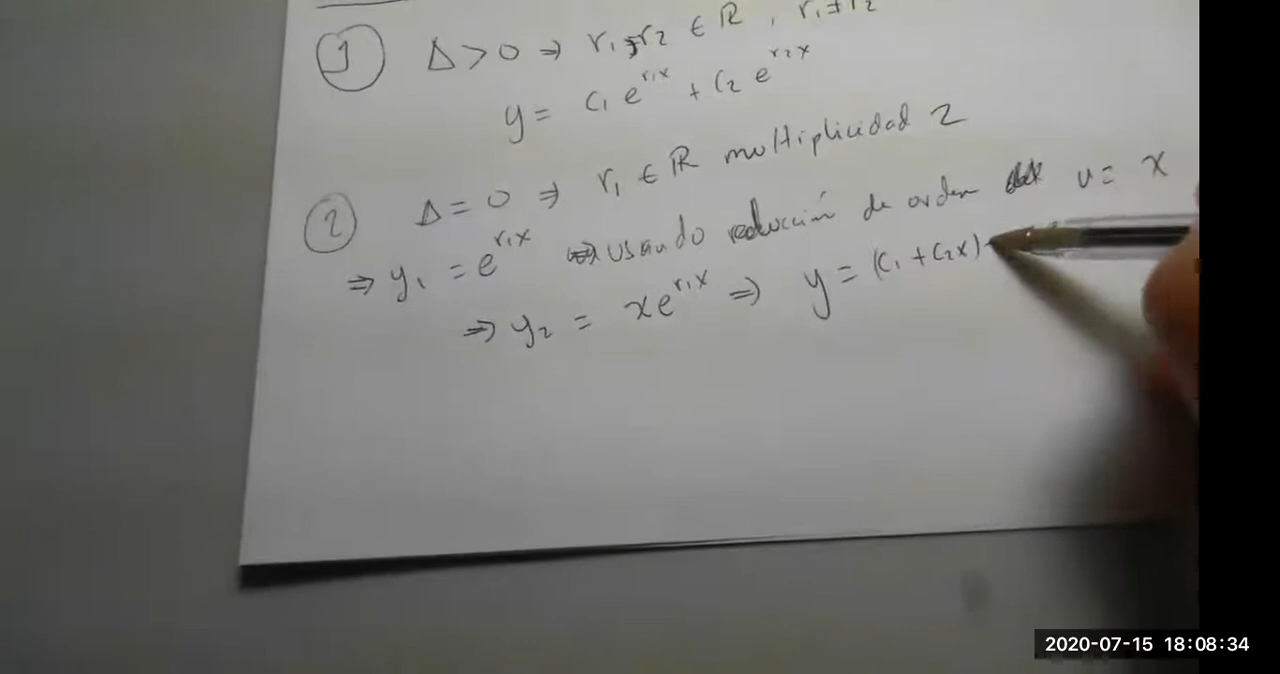 1 Δ > 0 ⇒ r₁, r₂ ∈ ℝ, r₁ ≠ r₂
y = c₁ e^{r₁x} + c₂ e^{r₂x}
2 Δ = 0 ⇒ r₁ ∈ ℝ multiplicidad 2
⇒ y₁ = e^{r₁x} usando reducción de orden u = x
⇒ y₂ = x e^{r₁x} ⇒ y = (c₁ + c₂x)
2020-07-15 18:08:34